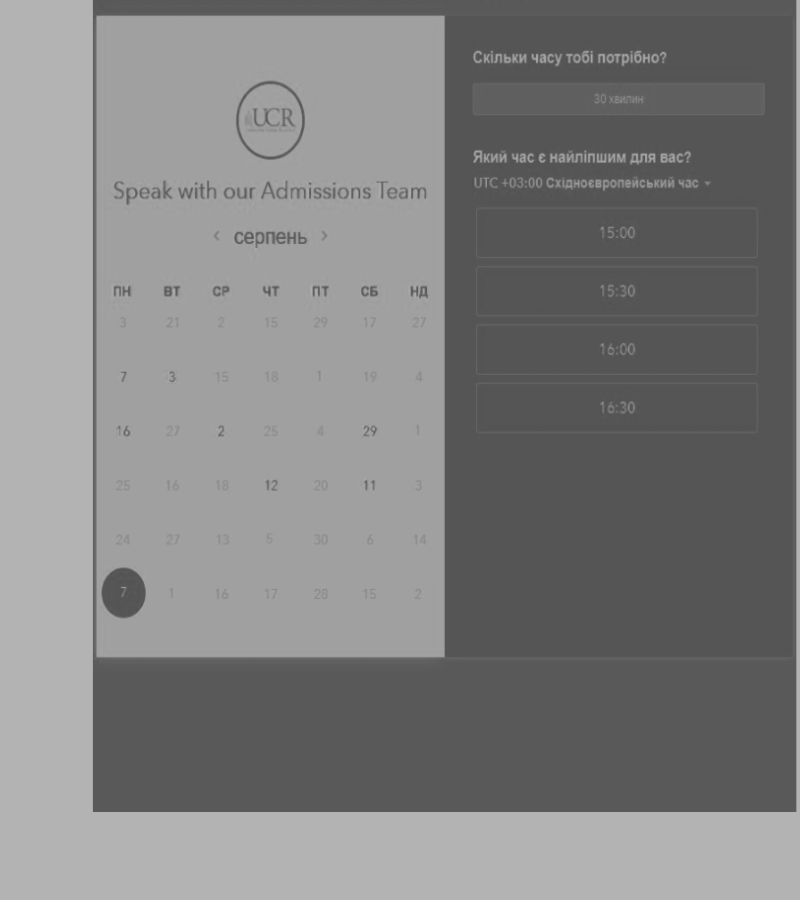 UCR
Speak with our Admissions Team
серпень
ПН ВТ СР ЧТ ПТ СБ НД
3 21 2 15 29 17 27
7 3 15 18 1 19 4
16 27 2 25 4 29 1
25 16 18 12 20 11 3
24 27 13 5 30 6 14
7 1 16 17 28 15 2
Скільки часу тобі потрібно?
30 хвилин
Який час є найліпшим для вас?
UTC +03:00 Східноєвропейський час
15:00
15:30
16:00
16:30